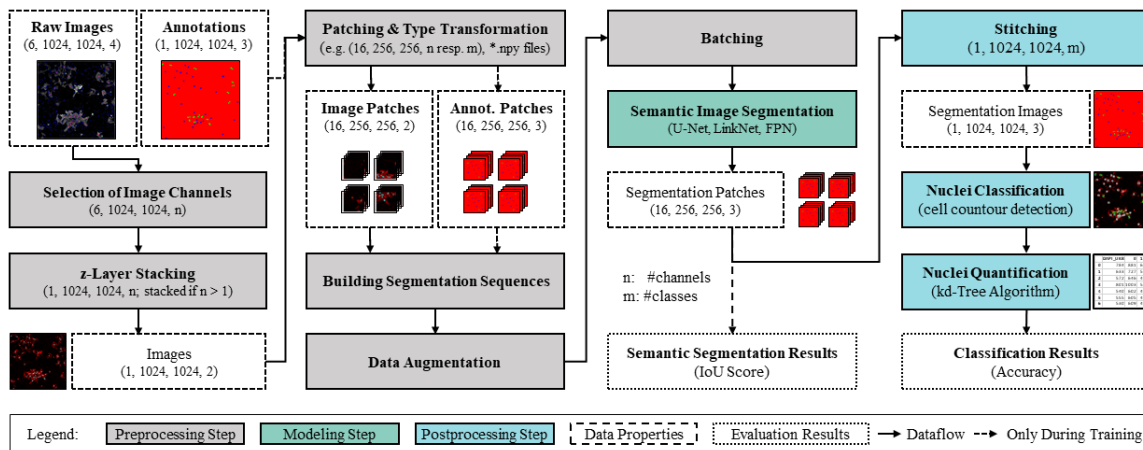 Raw Images
(6, 1024, 1024, 4)
Annotations
(1, 1024, 1024, 3)
Selection of Image Channels
(6, 1024, 1024, n)
z-Layer Stacking
(1, 1024, 1024, n; stacked if n > 1)
Images
(1, 1024, 1024, 2)
Patching & Type Transformation
(e.g. (16, 256, 256, n resp. m), *.npy files)
Image Patches
(16, 256, 256, 2)
Annot. Patches
(16, 256, 256, 3)
Building Segmentation Sequences
Data Augmentation
Batching
Semantic Image Segmentation
(U-Net, LinkNet, FPN)
Segmentation Patches
(16, 256, 256, 3)
n: #channels
m: #classes
Semantic Segmentation Results
(IoU Score)
Stitching
(1, 1024, 1024, m)
Segmentation Images
(1, 1024, 1024, 3)
Nuclei Classification
(cell countour detection)
Nuclei Quantification
(kd-Tree Algorithm)
Classification Results
(Accuracy)
Legend: Preprocessing Step Modeling Step Postprocessing Step Data Properties Evaluation Results Dataflow Only During Training